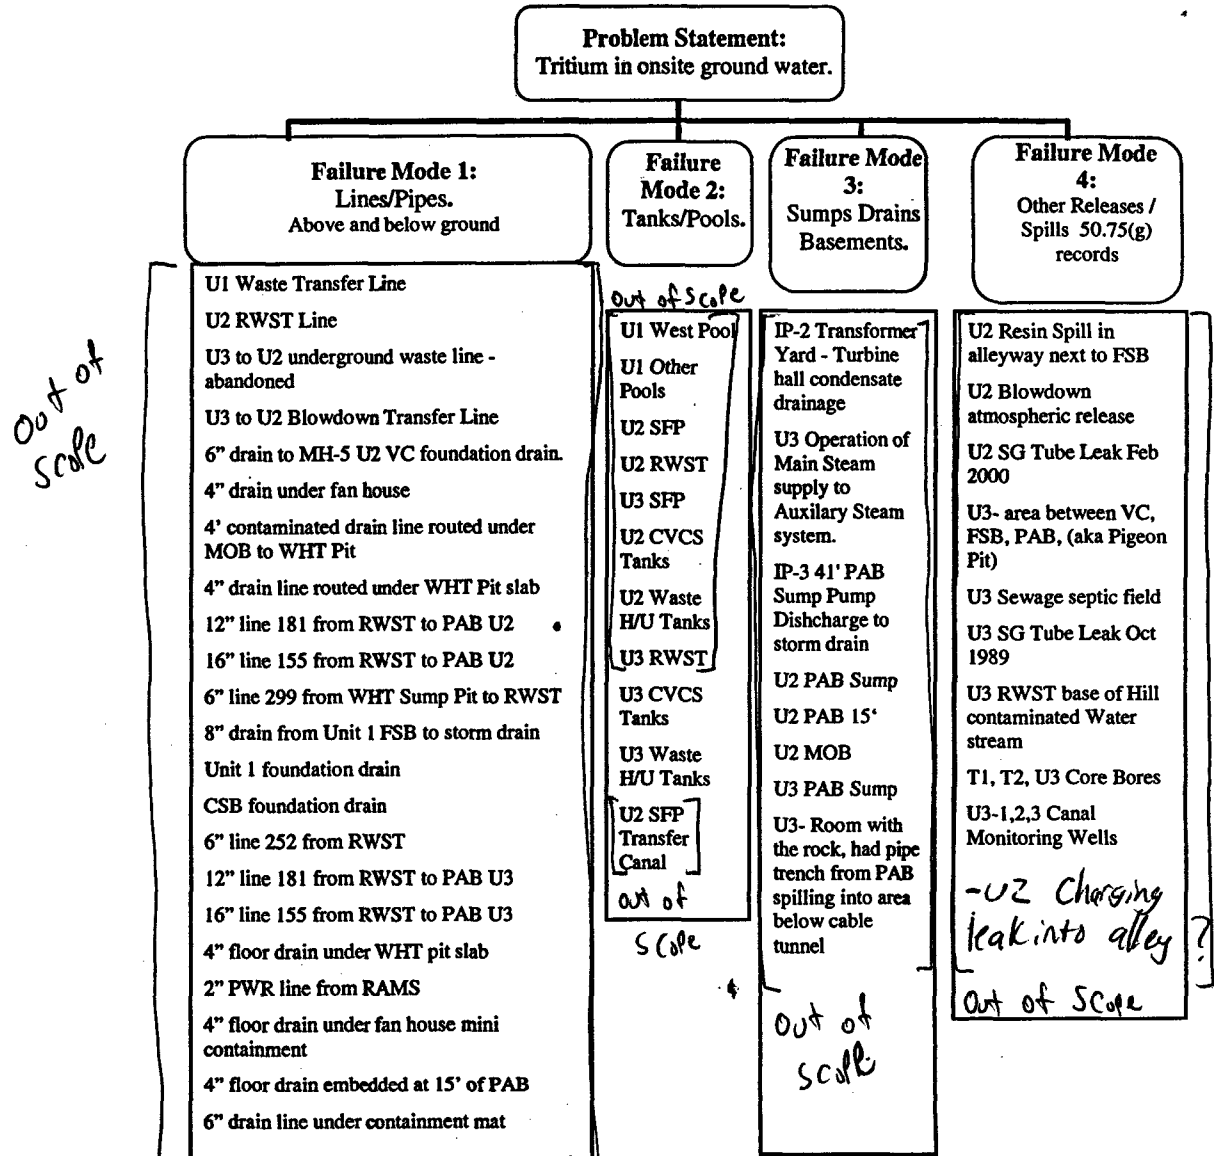 Problem Statement:
Tritium in onsite ground water.
Failure Mode 1:
Lines/Pipes.
Above and below ground
Out of
scope
U1 Waste Transfer Line
U2 RWST Line
U3 to U2 underground waste line -
abandoned
U3 to U2 Blowdown Transfer Line
6” drain to MH-5 U2 VC foundation drain.
4” drain under fan house
4’ contaminated drain line routed under
MOB to WHT Pit
4” drain line routed under WHT Pit slab
12” line 181 from RWST to PAB U2
16” line 155 from RWST to PAB U2
6” line 299 from WHT Sump Pit to RWST
8” drain from Unit 1 FSB to storm drain
Unit 1 foundation drain
CSB foundation drain
6” line 252 from RWST
12” line 181 from RWST to PAB U3
16” line 155 from RWST to PAB U3
4” floor drain under WHT pit slab
2” PWR line from RAMS
4” floor drain under fan house mini
containment
4” floor drain embedded at 15’ of PAB
6” drain line under containment mat
Failure
Mode 2:
Tanks/Pools.
out of scope
U1 West Pool
U1 Other
Pools
U2 SFP
U2 RWST
U3 SFP
U2 CVCS
Tanks
U2 Waste
H/U Tanks
U3 RWST
U3 CVCS
Tanks
U3 Waste
H/U Tanks
U2 SFP
Transfer
Canal
out of
scope
Failure Mode
3:
Sumps Drains
Basements.
IP-2 Transformer
Yard - Turbine
hall condensate
drainage
U3 Operation of
Main Steam
supply to
Auxilary Steam
system.
IP-3 41' PAB
Sump Pump
Dishcharge to
storm drain
U2 PAB Sump
U2 PAB 15‘
U2 MOB
U3 PAB Sump
U3- Room with
the rock, had pipe
trench from PAB
spilling into area
below cable
tunnel
out of
scope
Failure Mode
4:
Other Releases /
Spills 50.75(g)
records
U2 Resin Spill in
alleyway next to FSB
U2 Blowdown
atmospheric release
U2 SG Tube Leak Feb
2000
U3- area between VC,
FSB, PAB, (aka Pigeon
Pit)
U3 Sewage septic field
U3 SG Tube Leak Oct
1989
U3 RWST base of Hill
contaminated Water
stream
T1, T2, U3 Core Bores
U3-1,2,3 Canal
Monitoring Wells
-U2 Charging
leak into alley ?
Out of Scope